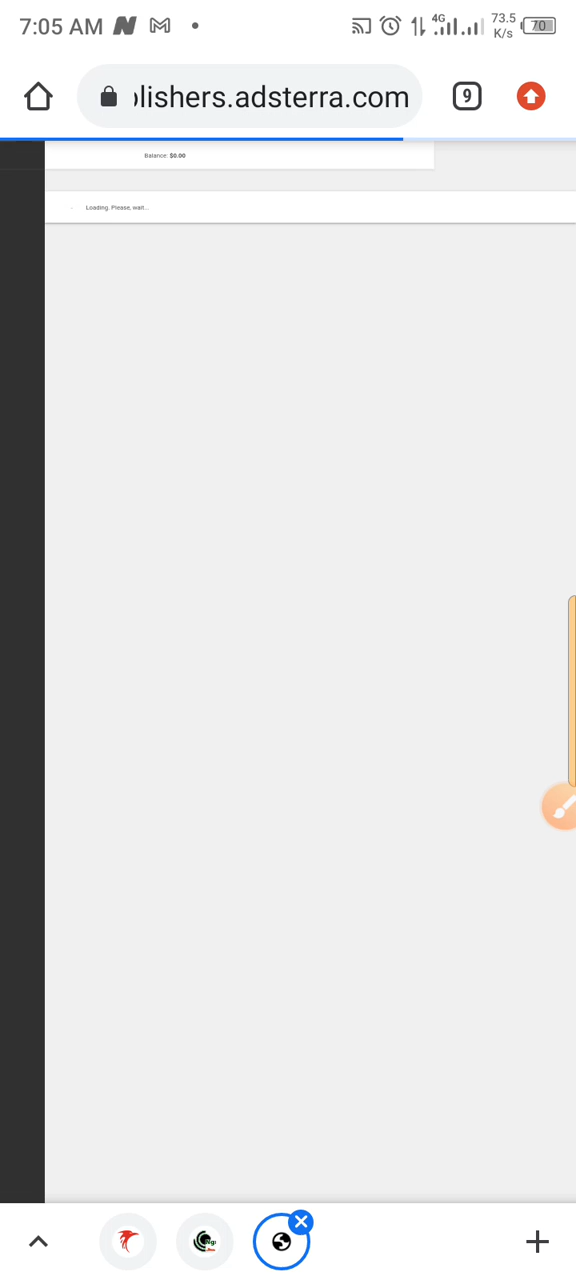 7:05 AM
4G
73.5
K/s
70
lishers.adsterra.com
9
Balance: $0.00
Loading. Please, wait...